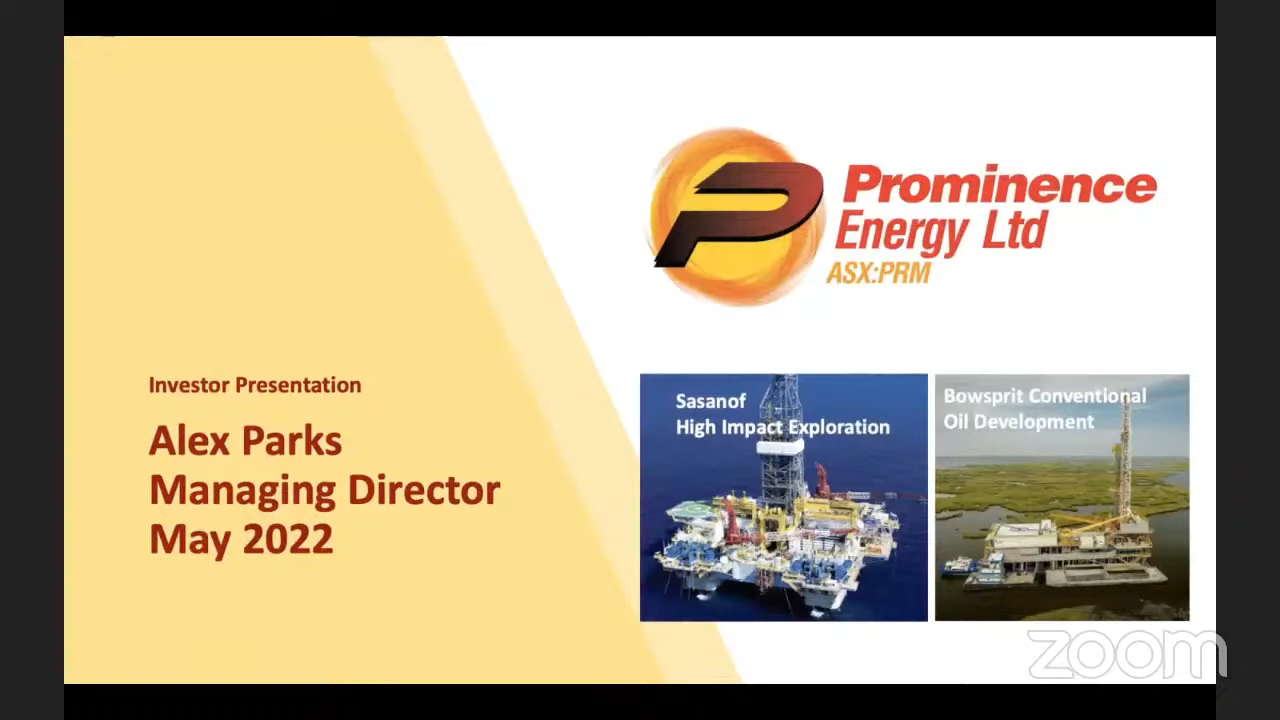 Prominence
Energy Ltd
ASX:PRM
Investor Presentation
Alex Parks
Managing Director
May 2022
Sasanof
High Impact Exploration
Bowsprit Conventional
Oil Development
zoom